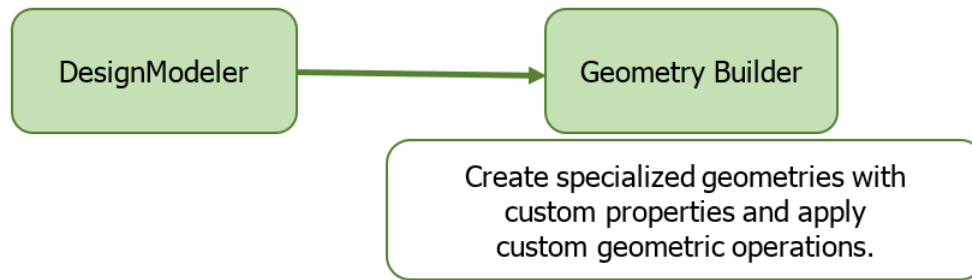 DesignModeler
Geometry Builder
Create specialized geometries with
custom properties and apply
custom geometric operations.